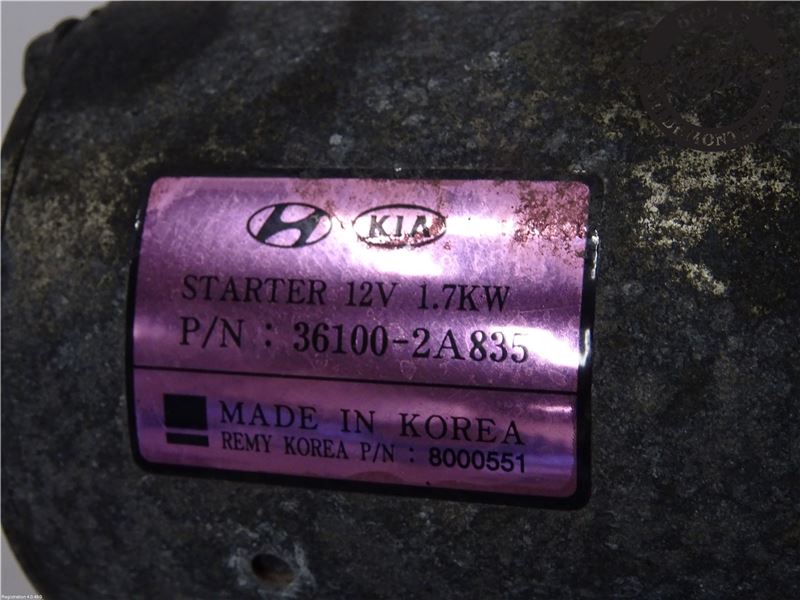 KIA
STARTER 12V 1.7KW
P/N : 36100-2A835
MADE IN KOREA
REMY KOREA P/N : 8000551